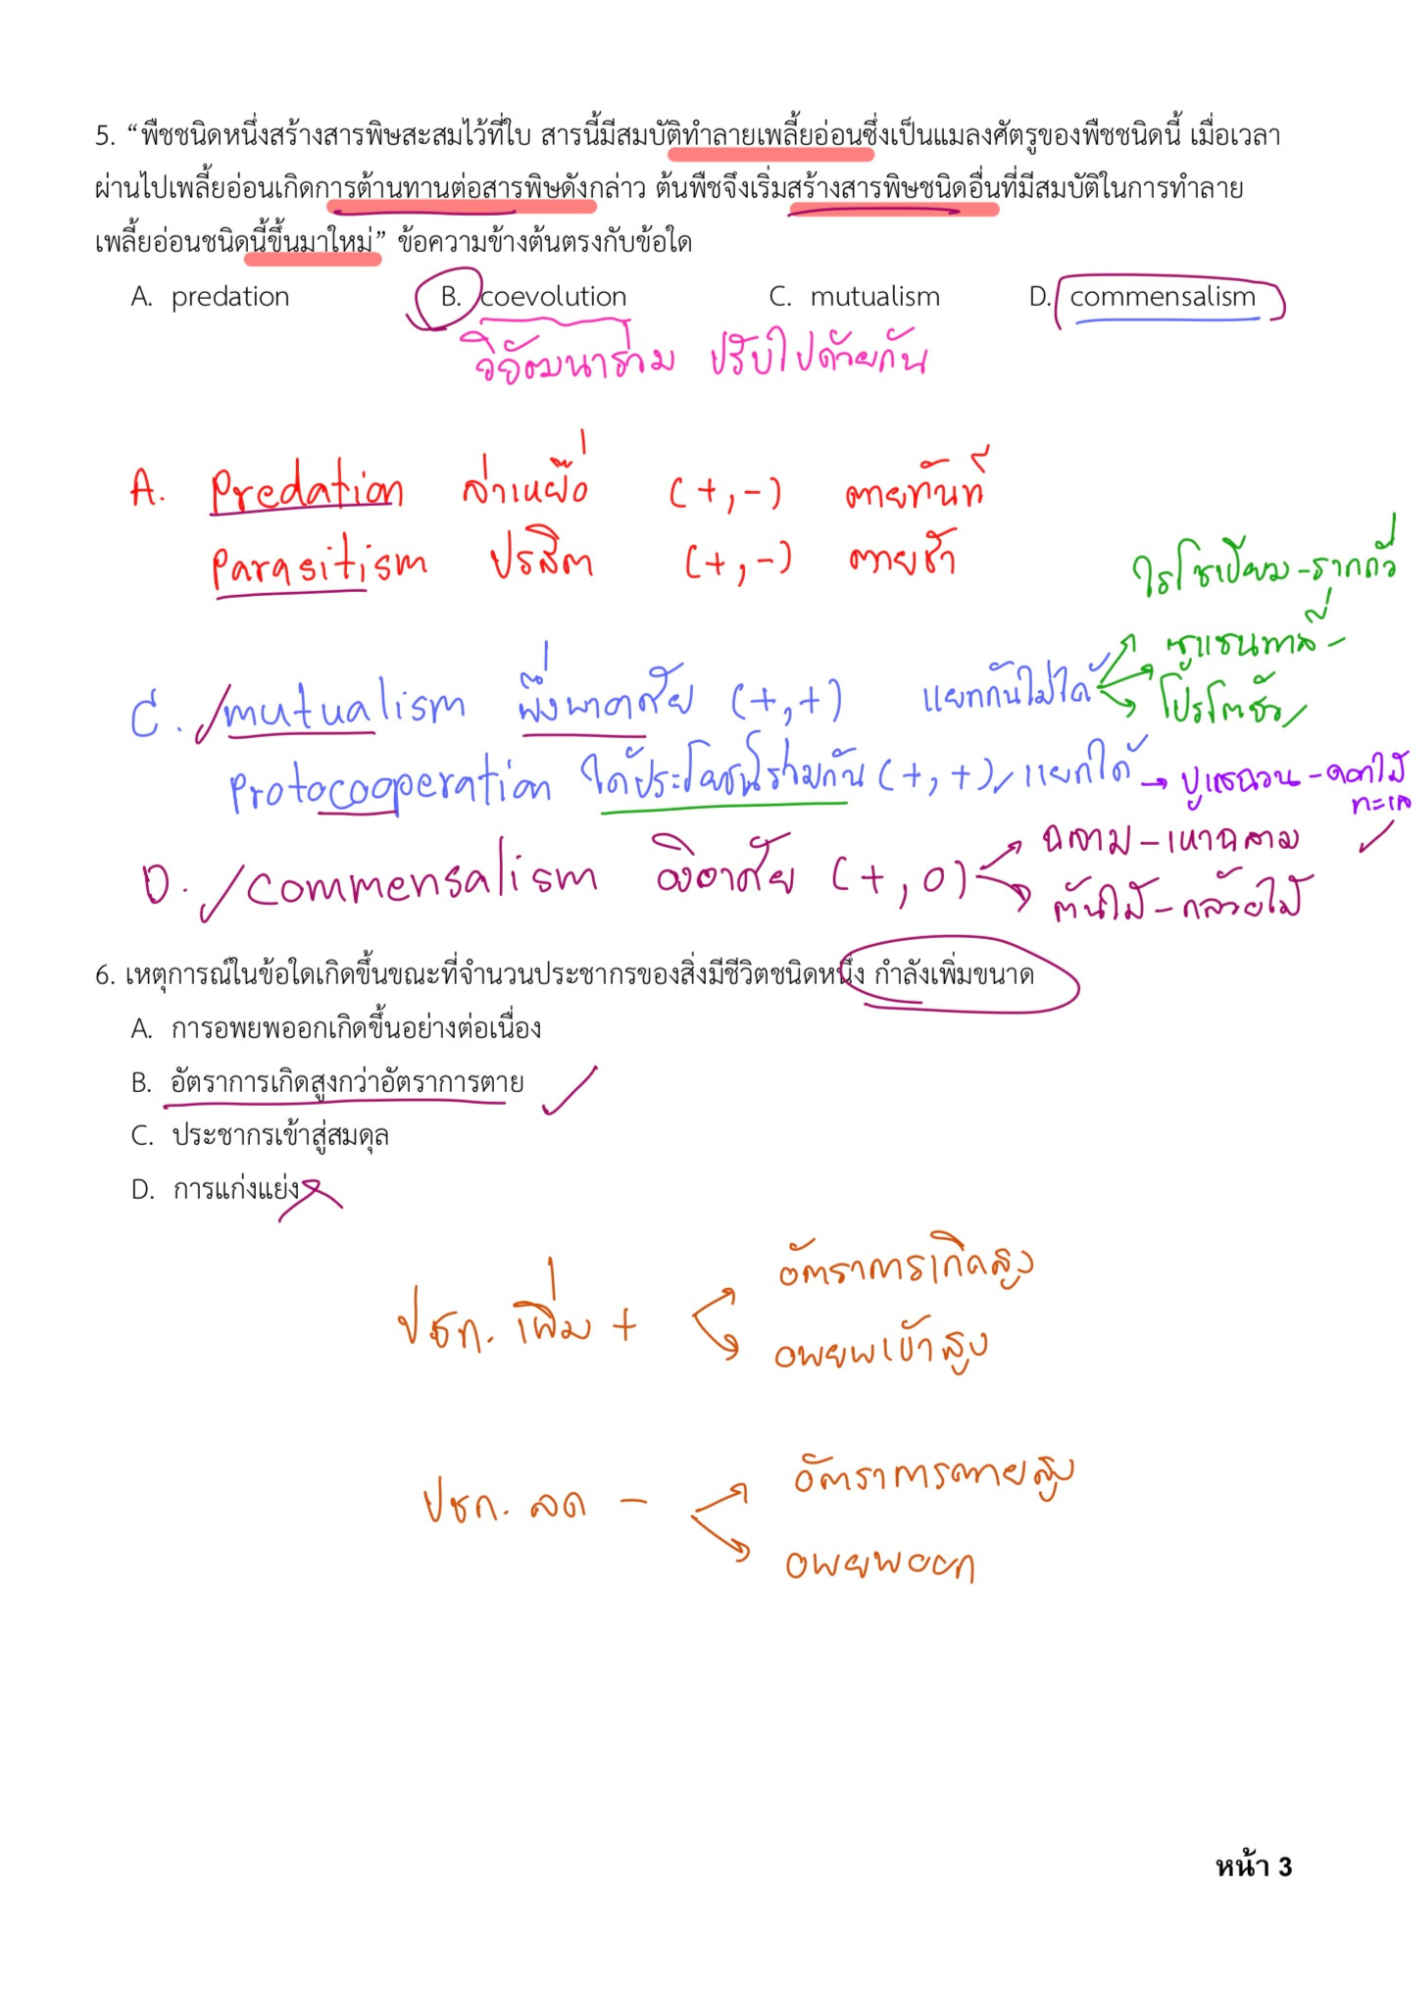 5. “พืชชนิดหนึ่งสร้างสารพิษสะสมไว้ที่ใบ สารนี้มีสมบัติทำลายเพลี้ยอ่อนซึ่งเป็นแมลงศัตรูของพืชชนิดนี้ เมื่อเวลา
ผ่านไปเพลี้ยอ่อนเกิดการต้านทานต่อสารพิษดังกล่าว ต้นพืชจึงเริ่มสร้างสารพิษชนิดอื่นที่มีสมบัติในการทำลาย
เพลี้ยอ่อนชนิดนี้ขึ้นมาใหม่” ข้อความข้างต้นตรงกับข้อใด
A. predation B. coevolution C. mutualism D. commensalism
วิวัฒนาร่วม ปรับไปด้วยกัน
A. Predation ล่าเหยื่อ (+,-) ตายทันที
Parasitism ปรสิต (+,-) ตายช้า
ไรโซเบียม-รากถั่ว
C. mutualism พึ่งพาอาศัย (+,+) แยกกันไม่ได้
โปรโตซัว
Protocooperation ได้ประโยชน์ร่วมกัน (+,+) แยกได้ → ปูเสฉวน-ดอกไม้ทะเล
D. commensalism อิงอาศัย (+,0)
ฉลาม-เหาฉลาม
ต้นไม้-กล้วยไม้
6. เหตุการณ์ในข้อใดเกิดขึ้นขณะที่จำนวนประชากรของสิ่งมีชีวิตชนิดหนึ่ง กำลังเพิ่มขนาด
A. การอพยพออกเกิดขึ้นอย่างต่อเนื่อง
B. อัตราการเกิดสูงกว่าอัตราการตาย
C. ประชากรเข้าสู่สมดุล
D. การแก่งแย่ง
ปชก. เพิ่ม +
อัตราการเกิดสูง
อพยพเข้าสูง
ปชก. ลด -
อัตราการตายสูง
อพยพออก
หน้า 3